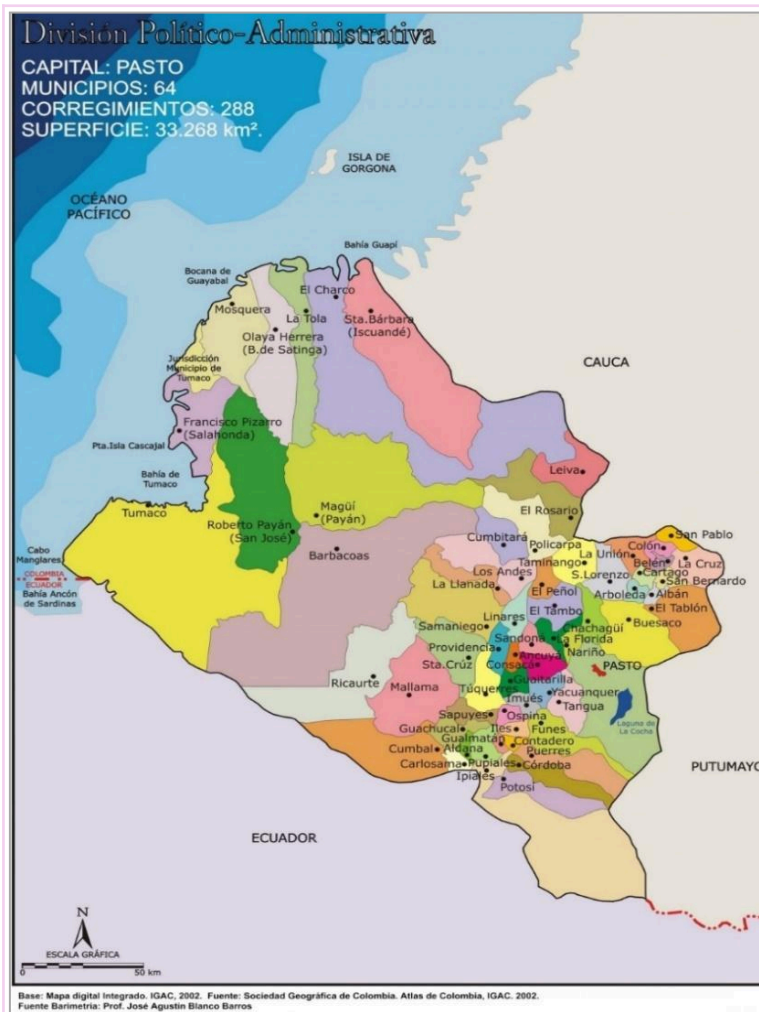 División Político-Administrativa
CAPITAL: PASTO
MUNICIPIOS: 64
CORREGIMIENTOS: 288
SUPERFICIE: 33.268 km².
ISLA DE
GORGONA
OCÉANO
PACÍFICO
Bahía Guapi
Bocana de
Guayabal
El Charco
Mosquera
La Tola
Sta.Bárbara
(Iscuandé)
Olaya Herrera
(B.de Satinga)
Jurisdicción
Municipio de
Tumaco
CAUCA
Francisco Pizarro
(Salahonda)
Pta.Isla Cascajal
Bahía de
Tumaco
Leiva
Tumaco
Magüí
(Payán)
El Rosario
Roberto Payán
(San José)
Barbacoas
Cumbitará
Policarpa
San Pablo
Colón
La Unión
Cabo
Manglares
Taminango
Belén
La Cruz
COLOMBIA
ECUADOR
Los Andes
S.Lorenzo
Cartago
San Bernardo
Bahía Ancón
de Sardinas
La Llanada
El Peñol
Arboleda
Albán
El Tambo
El Tablón
Linares
Chachagüí
Buesaco
Samaniego
Sandoná
La Florida
Providencia
Ancuya
Nariño
Sta.Crúz
Consacá
PASTO
Ricaurte
Guaitarilla
Mallama
Túquerres
Yacuanquer
Imués
Tangua
Sapuyes
Ospina
Laguna de
La Cocha
Guachucal
Iles
Funes
Gualmatán
Contadero
Cumbal
Aldana
Puerres
Carlosama
Pupiales
Córdoba
Ipiales
Potosí
PUTUMAYO
ECUADOR
N
ESCALA GRÁFICA
0
50 km
Base: Mapa digital Integrado. IGAC, 2002. Fuente: Sociedad Geográfica de Colombia. Atlas de Colombia, IGAC. 2002.
Fuente Barimetría: Prof. José Agustin Blanco Barros